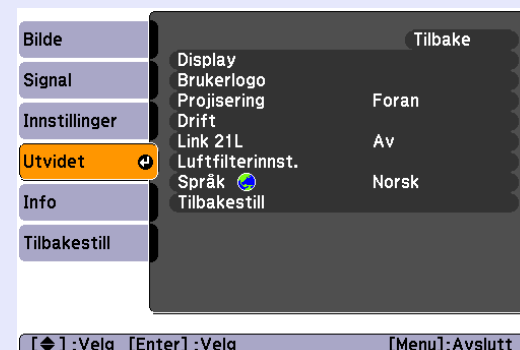 Bilde
Signal
Innstillinger
Utvidet
Info
Tilbakestill
Tilbake
Display
Brukerlogo
Projisering Foran
Drift
Link 21L Av
Luftfilterinnst.
Språk Norsk
Tilbakestill
[◆] :Velg [Enter] :Velg [Menu]:Avslutt